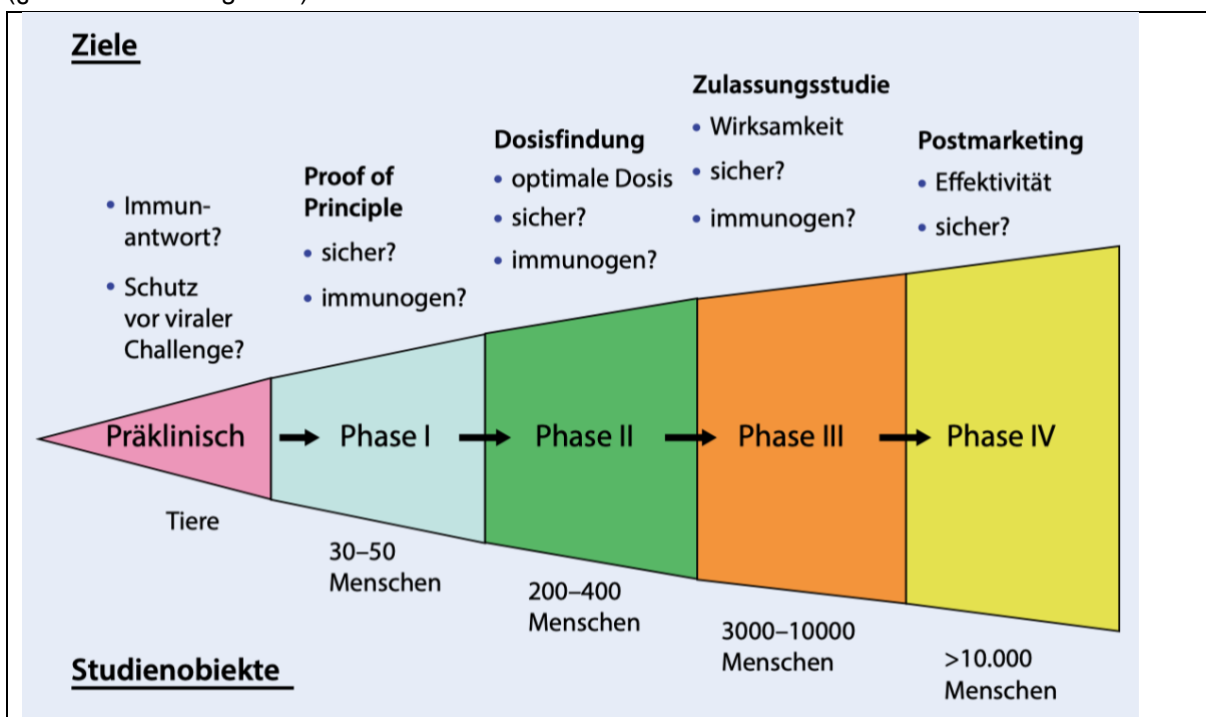 Ziele
Immun-
antwort?
Schutz
vor viraler
Challenge?
Proof of
Principle
sicher?
immunogen?
Dosisfindung
optimale Dosis
sicher?
immunogen?
Zulassungsstudie
Wirksamkeit
sicher?
immunogen?
Postmarketing
Effektivität
sicher?
Präklinisch
Phase I
Phase II
Phase III
Phase IV
Tiere
30–50
Menschen
200–400
Menschen
3000–10000
Menschen
>10.000
Menschen
Studienobiekte